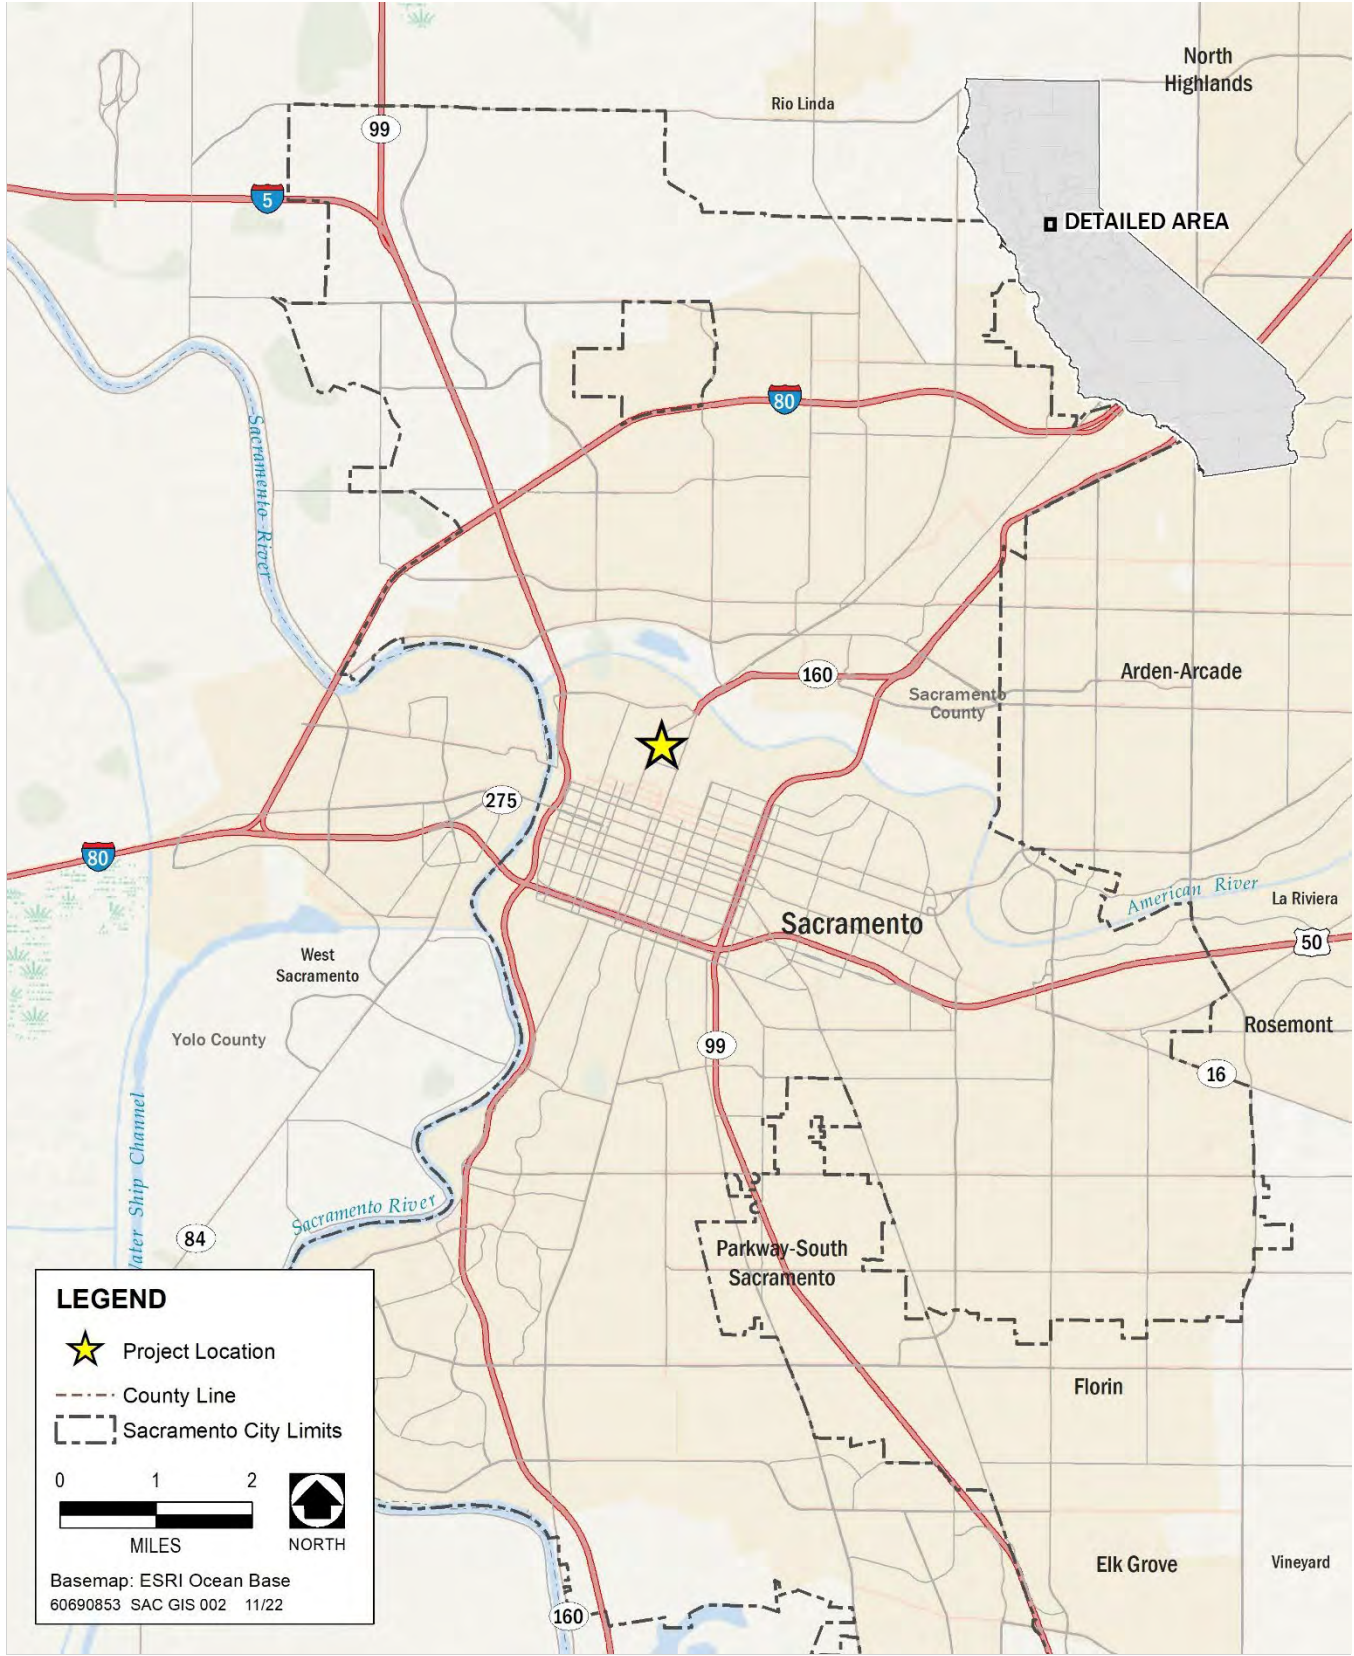 North
Highlands
Rio Linda
99
5
DETAILED AREA
80
Sacramento River
160
Arden-Arcade
Sacramento
County
275
80
American River
La Riviera
Sacramento
50
West
Sacramento
Yolo County
Rosemont
99
16
Water Ship Channel
Sacramento River
84
Parkway-South
Sacramento
LEGEND
Project Location
County Line
Sacramento City Limits
0 1 2
MILES
NORTH
Basemap: ESRI Ocean Base
60690853 SAC GIS 002 11/22
Florin
Elk Grove
Vineyard
160